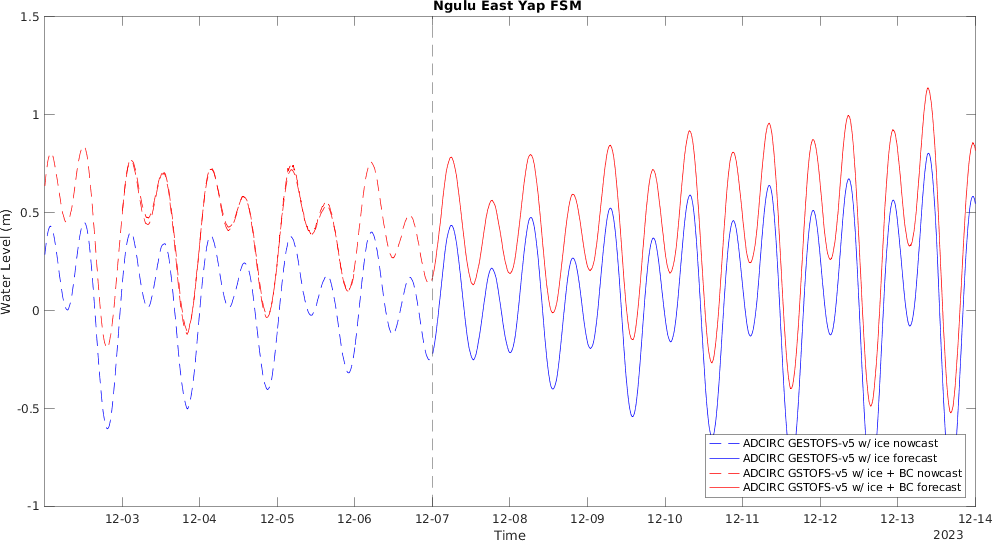 Ngulu East Yap FSM
1.5
1
0.5
0
-0.5
-1
Water Level (m)
ADCIRC GESTOFS-v5 w/ ice nowcast
ADCIRC GESTOFS-v5 w/ ice forecast
ADCIRC GSTOFS-v5 w/ ice + BC nowcast
ADCIRC GSTOFS-v5 w/ ice + BC forecast
12-03 12-04 12-05 12-06 12-07 12-08 12-09 12-10 12-11 12-12 12-13 12-14
Time
2023